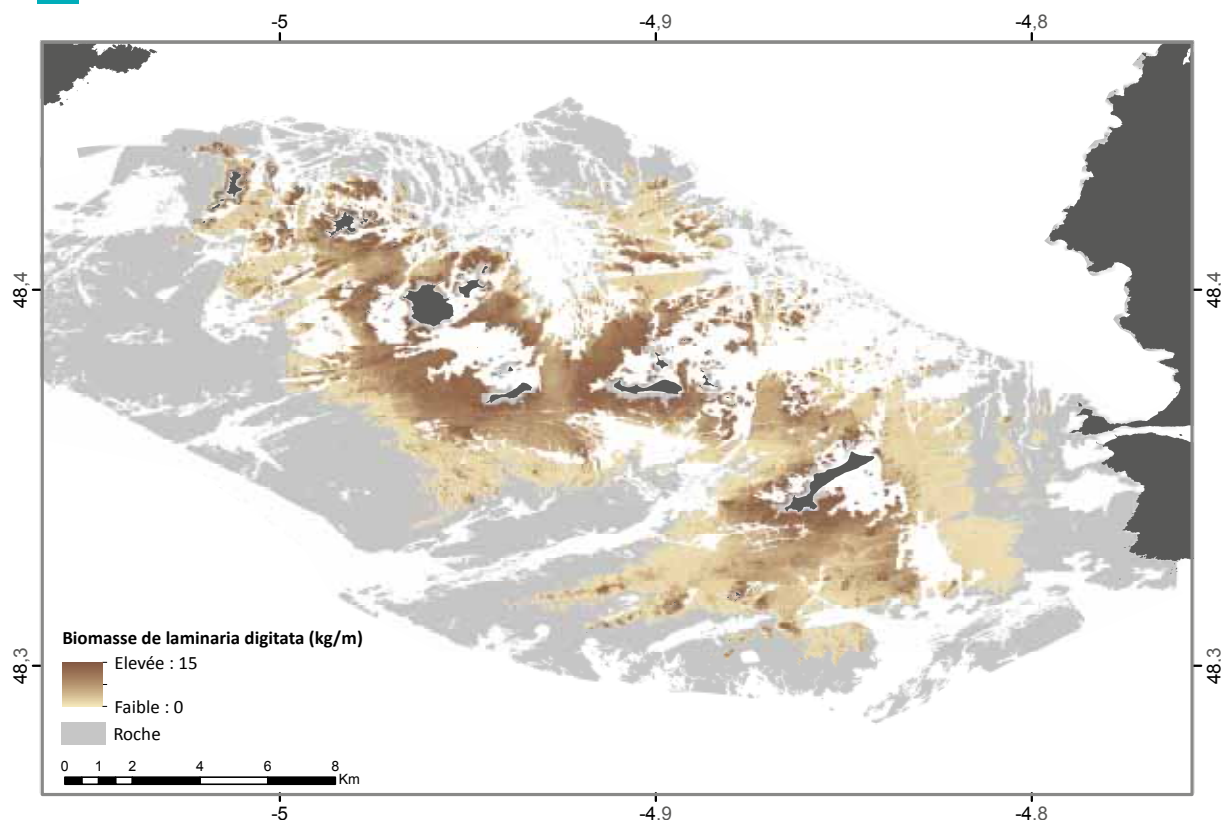 -5 -4,9 -4,8
48,4 48,4
Biomasse de laminaria digitata (kg/m)
Elevée : 15
Faible : 0
Roche
48,3 48,3
0 1 2 4 6 8
Km
-5 -4,9 -4,8